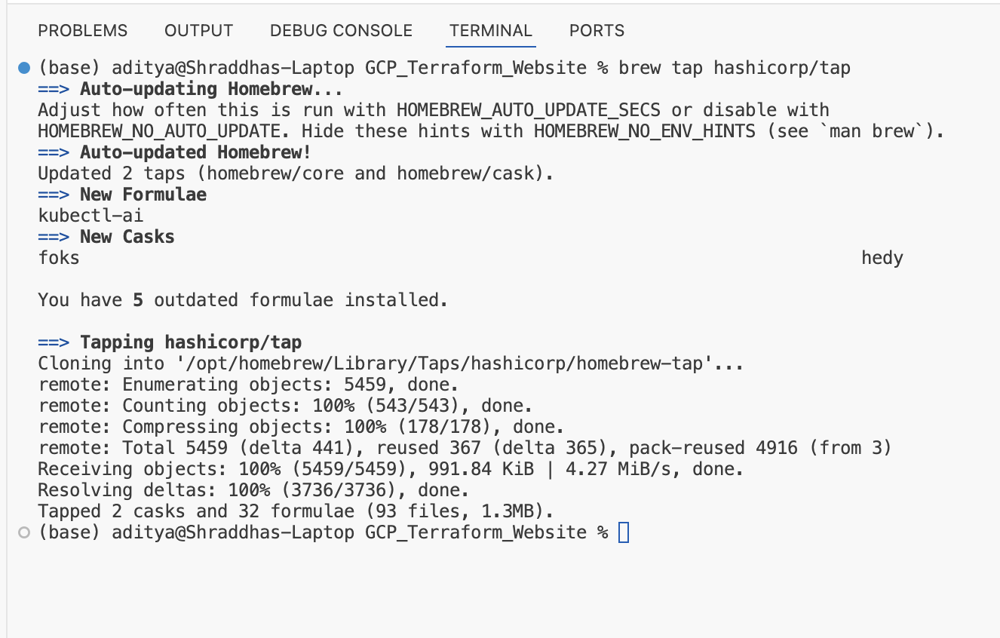 PROBLEMS OUTPUT DEBUG CONSOLE TERMINAL PORTS
(base) aditya@Shraddhas-Laptop GCP_Terraform_Website % brew tap hashicorp/tap
==> Auto-updating Homebrew...
Adjust how often this is run with HOMEBREW_AUTO_UPDATE_SECS or disable with
HOMEBREW_NO_AUTO_UPDATE. Hide these hints with HOMEBREW_NO_ENV_HINTS (see `man brew`).
==> Auto-updated Homebrew!
Updated 2 taps (homebrew/core and homebrew/cask).
==> New Formulae
kubectl-ai
==> New Casks
foks hedy
You have 5 outdated formulae installed.
==> Tapping hashicorp/tap
Cloning into '/opt/homebrew/Library/Taps/hashicorp/homebrew-tap'...
remote: Enumerating objects: 5459, done.
remote: Counting objects: 100% (543/543), done.
remote: Compressing objects: 100% (178/178), done.
remote: Total 5459 (delta 441), reused 367 (delta 365), pack-reused 4916 (from 3)
Receiving objects: 100% (5459/5459), 991.84 KiB | 4.27 MiB/s, done.
Resolving deltas: 100% (3736/3736), done.
Tapped 2 casks and 32 formulae (93 files, 1.3MB).
(base) aditya@Shraddhas-Laptop GCP_Terraform_Website %